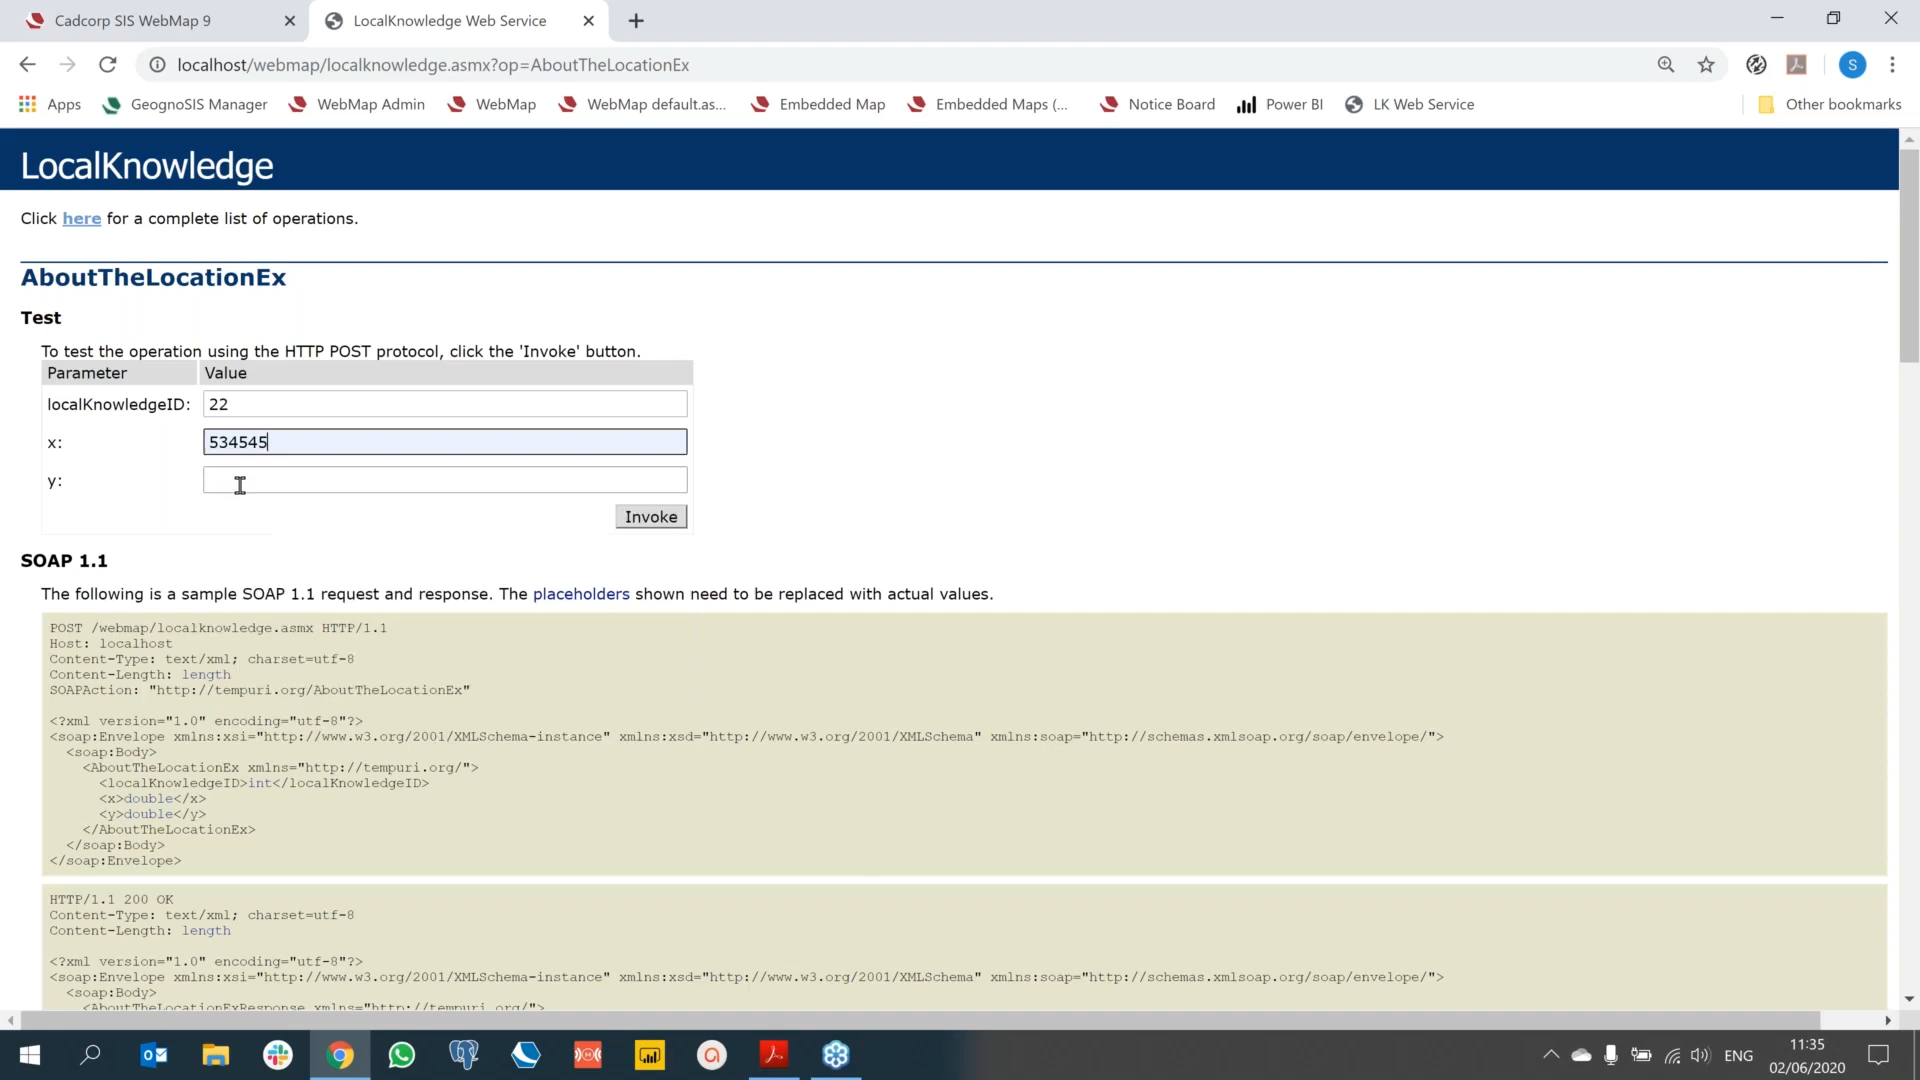 Cadcorp SIS WebMap 9
LocalKnowledge Web Service
localhost/webmap/localknowledge.asmx?op=AboutTheLocationEx
S
Apps
GeognoSIS Manager
WebMap Admin
WebMap
WebMap default.as...
Embedded Map
Embedded Maps (...
Notice Board
Power BI
LK Web Service
Other bookmarks
LocalKnowledge
Click here for a complete list of operations.
AboutTheLocationEx
Test
To test the operation using the HTTP POST protocol, click the 'Invoke' button.
Parameter Value
localKnowledgeID: 22
x: 534545
y:
Invoke
SOAP 1.1
The following is a sample SOAP 1.1 request and response. The placeholders shown need to be replaced with actual values.
POST /webmap/localknowledge.asmx HTTP/1.1
Host: localhost
Content-Type: text/xml; charset=utf-8
Content-Length: length
SOAPAction: "http://tempuri.org/AboutTheLocationEx"
<?xml version="1.0" encoding="utf-8"?>
<soap:Envelope xmlns:xsi="http://www.w3.org/2001/XMLSchema-instance" xmlns:xsd="http://www.w3.org/2001/XMLSchema" xmlns:soap="http://schemas.xmlsoap.org/soap/envelope/">
<soap:Body>
<AboutTheLocationEx xmlns="http://tempuri.org/">
<localKnowledgeID>int</localKnowledgeID>
<x>double</x>
<y>double</y>
</AboutTheLocationEx>
</soap:Body>
</soap:Envelope>
HTTP/1.1 200 OK
Content-Type: text/xml; charset=utf-8
Content-Length: length
<?xml version="1.0" encoding="utf-8"?>
<soap:Envelope xmlns:xsi="http://www.w3.org/2001/XMLSchema-instance" xmlns:xsd="http://www.w3.org/2001/XMLSchema" xmlns:soap="http://schemas.xmlsoap.org/soap/envelope/">
<soap:Body>
<AboutTheLocationExResponse xmlns="http://tempuri.org/">
ENG
11:35
02/06/2020